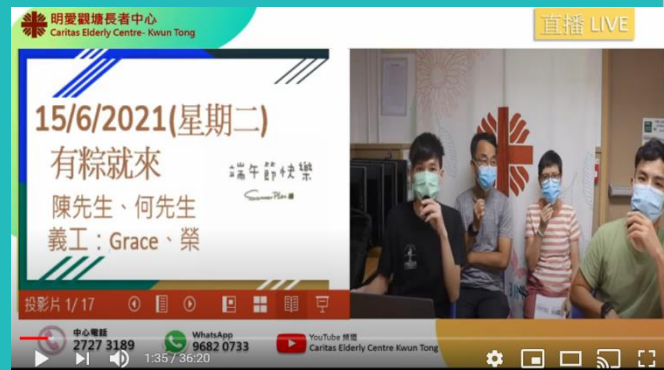 明愛觀塘長者中心
Caritas Elderly Centre- Kwun Tong
直播 LIVE
15/6/2021(星期二)
有粽就來
端午節快樂
陳先生、何先生
義工：Grace、榮
投影片 1/17
中心電話
2727 3189
WhatsApp
9682 0733
YouTube 頻道
Caritas Elderly Centre Kwun Tong
1:35 / 36:20